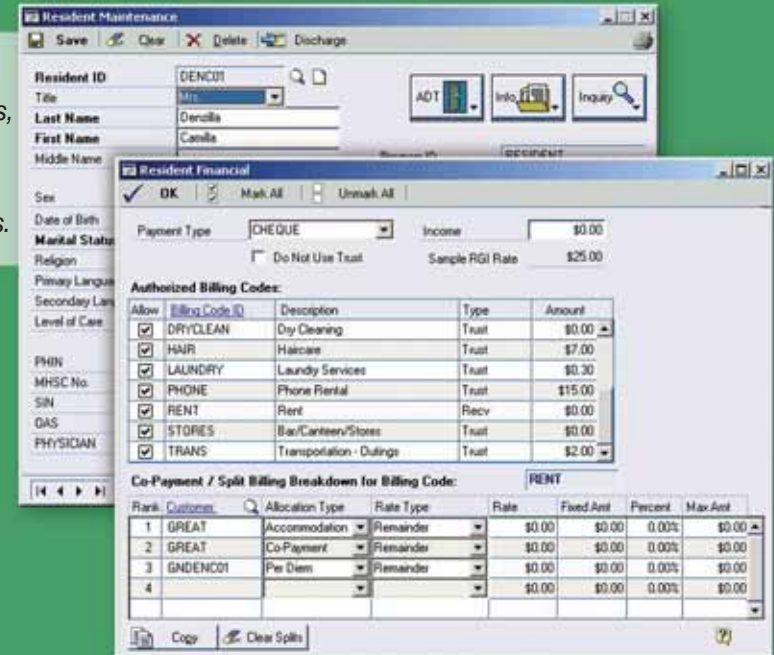 s,
s.
Resident Maintenance
Save Clear Delete Discharge
Resident ID DENC01
Title Mrs
Last Name Denzilla
First Name Camilla
Middle Name
Sex
Date of Birth
Marital Status
Religion
Primary Langua
Secondary Lan
Level of Care
PHIN
MHSC No.
SIN
OAS
PHYSICIAN
ADT Info Inquiry
RESIDENT
Resident Financial
OK Mark All Unmark All
Payment Type CHEQUE Income $0.00
Do Not Use Trust Sample RGI Rate $25.00
Authorized Billing Codes:
Allow Billing Code ID Description Type Amount
DRYCLEAN Dry Cleaning Trust $0.00
HAIR Haircare Trust $7.00
LAUNDRY Laundry Services Trust $0.30
PHONE Phone Rental Trust $15.00
RENT Rent Recv $0.00
STORES Bar/Canteen/Stores Trust $0.00
TRANS Transportation - Outings Trust $2.00
Co-Payment / Split Billing Breakdown for Billing Code: RENT
Rank Customer Allocation Type Rate Type Rate Fixed Amt Percent Max Amt
1 GREAT Accommodation Remainder $0.00 $0.00 0.00% $0.00
2 GREAT Co-Payment Remainder $0.00 $0.00 0.00% $0.00
3 GNDENC01 Per Diem Remainder $0.00 $0.00 0.00% $0.00
4 $0.00 $0.00 0.00% $0.00
Copy Clear Splits